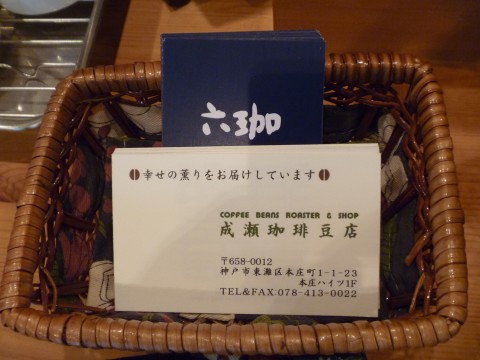 六珈
幸せの薫りをお届けしています
COFFEE BEANS ROASTER & SHOP
成瀬珈琲豆店
〒658-0012
神戸市東灘区本庄町1-1-23
本庄ハイツ1F
TEL&FAX:078-413-0022